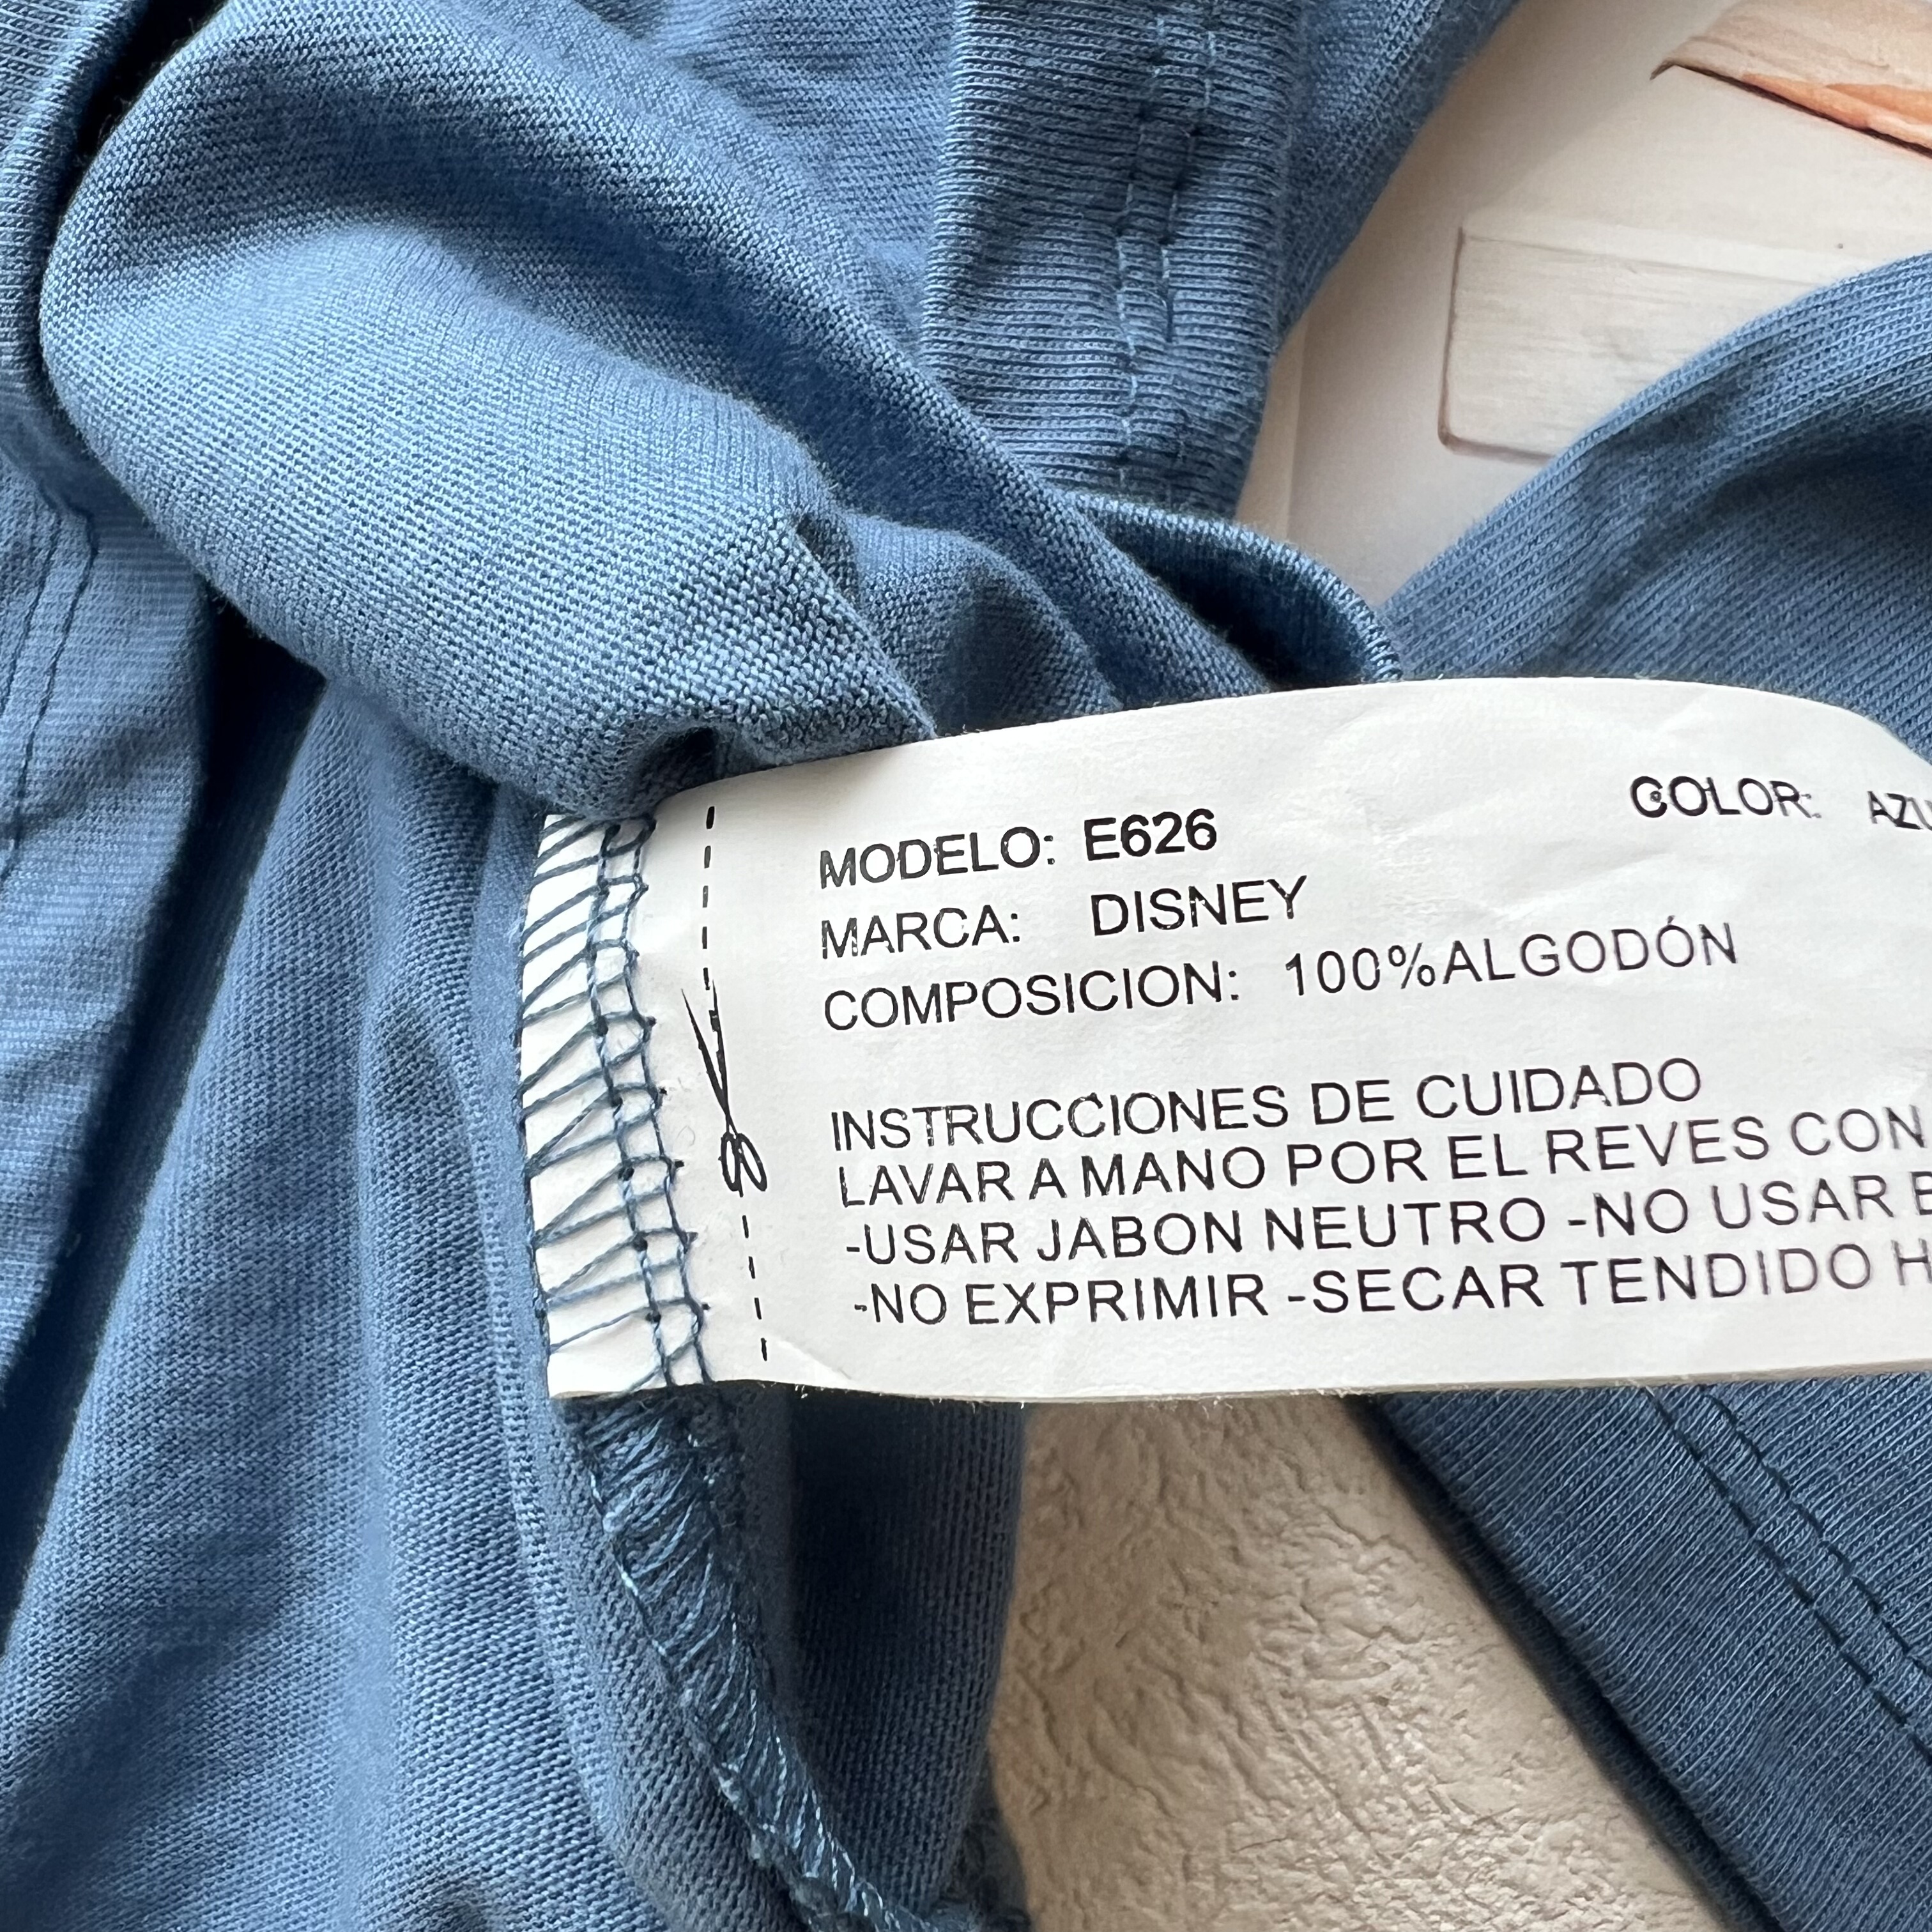 MODELO: E626 COLOR:
MARCA: DISNEY
COMPOSICION: 100%ALGODÓN
INSTRUCCIONES DE CUIDADO
LAVAR A MANO POR EL REVES CON
-USAR JABON NEUTRO -NO USAR
-NO EXPRIMIR -SECAR TENDIDO